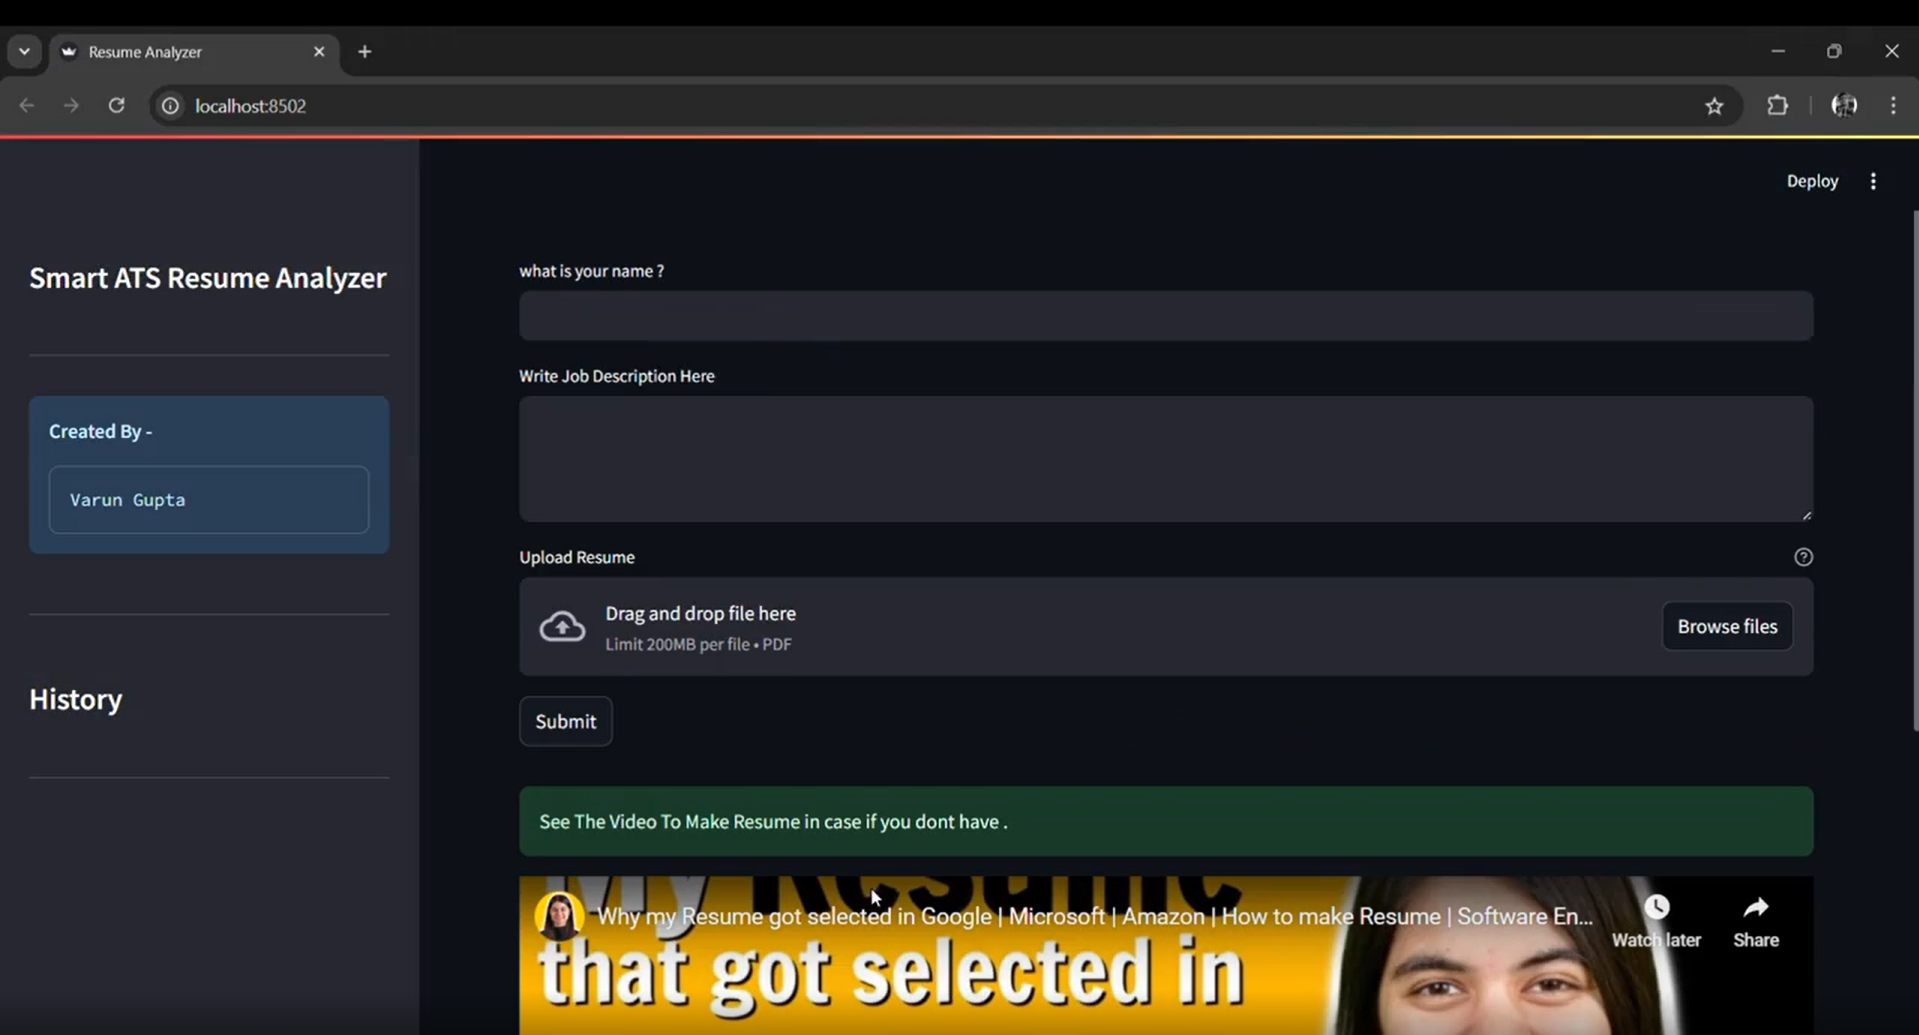 Resume Analyzer
localhost:8502
Deploy
Smart ATS Resume Analyzer
Created By -
Varun Gupta
History
what is your name ?
Write Job Description Here
Upload Resume
Drag and drop file here
Limit 200MB per file • PDF
Browse files
Submit
See The Video To Make Resume in case if you dont have .
My Resume
Why my Resume got selected in Google | Microsoft | Amazon | How to make Resume | Software En...
Watch later
Share
that got selected in